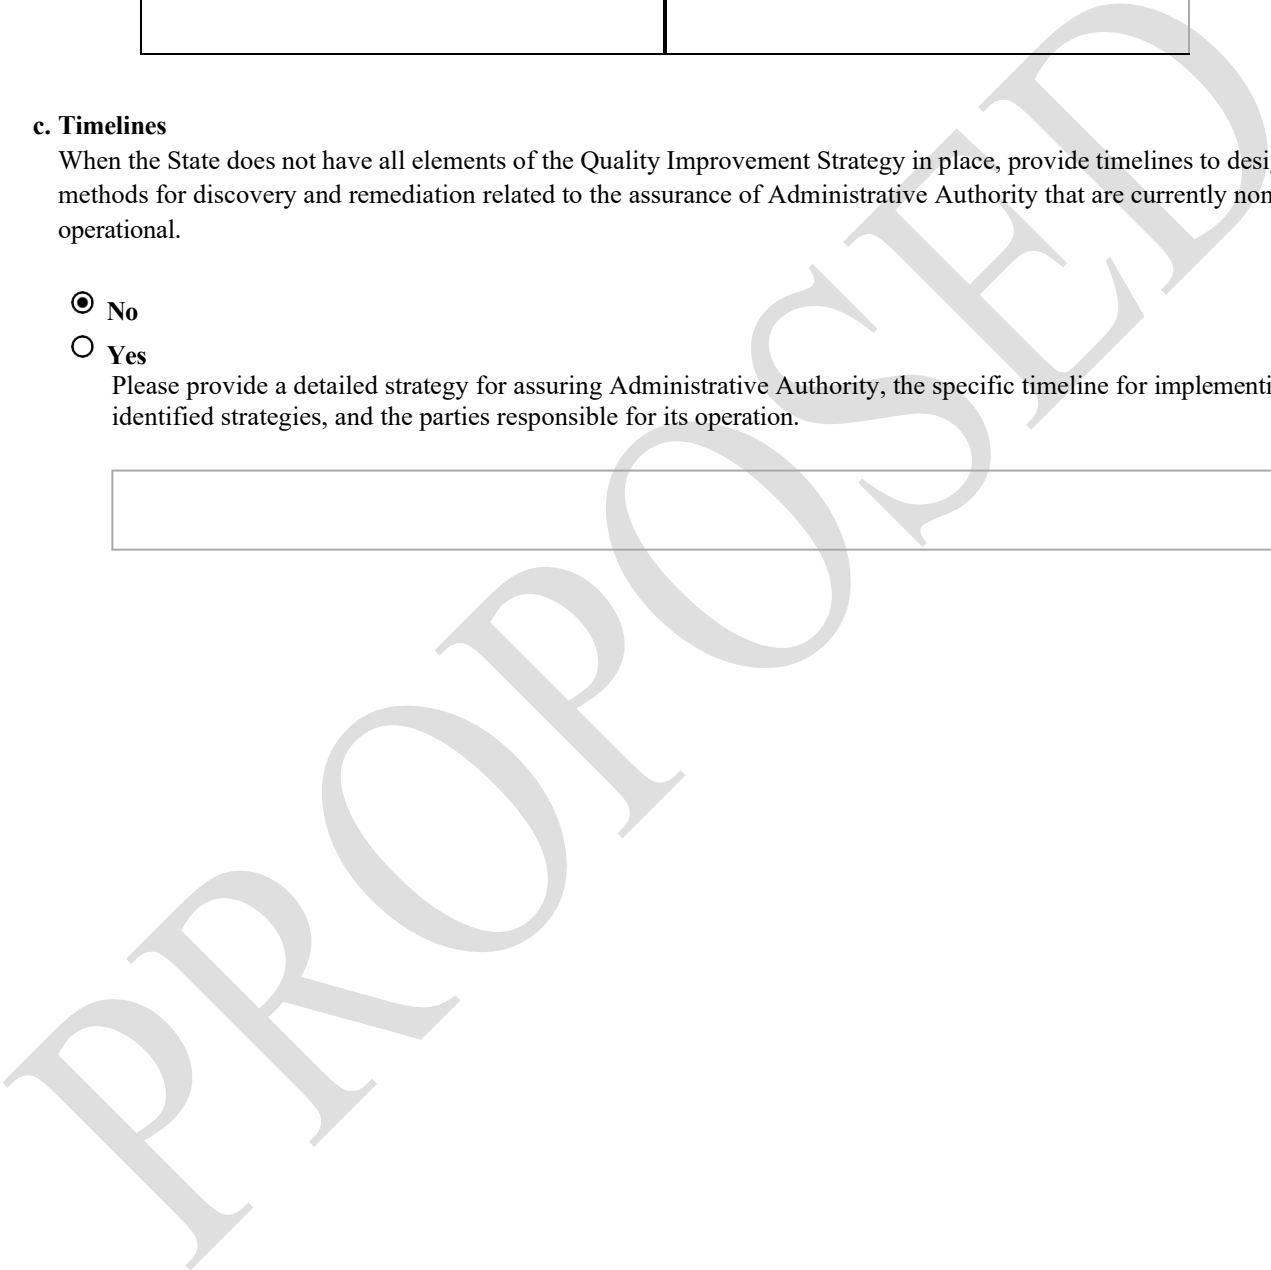 c. Timelines
When the State does not have all elements of the Quality Improvement Strategy in place, provide timelines to
methods for discovery and remediation related to the assurance of Administrative Authority that are currently
operational.
No
Yes
Please provide a detailed strategy for assuring Administrative Authority, the specific timeline for
identified strategies, and the parties responsible for its operation.
PROPOSED